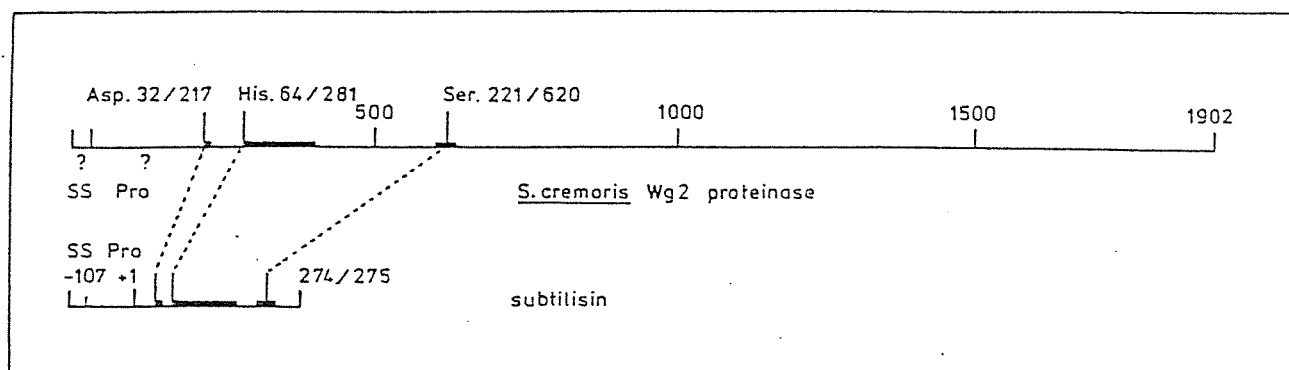 Asp. 32/217 His. 64/281 Ser. 221/620
500 1000 1500 1902
? ?
SS Pro
S. cremoris Wg2 proteinase
SS Pro
-107 +1 274/275
subtilisin